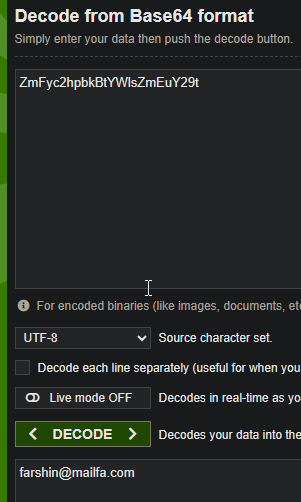 Decode from Base64 format
Simply enter your data then push the decode button.
ZmFyc2hpbkBtYWlsZmEuY29t
For encoded binaries (like images, documents, etc
UTF-8 Source character set.
Decode each line separately (useful for when you
Live mode OFF Decodes in real-time as yo
< DECODE > Decodes your data into the
farshin@mailfa.com